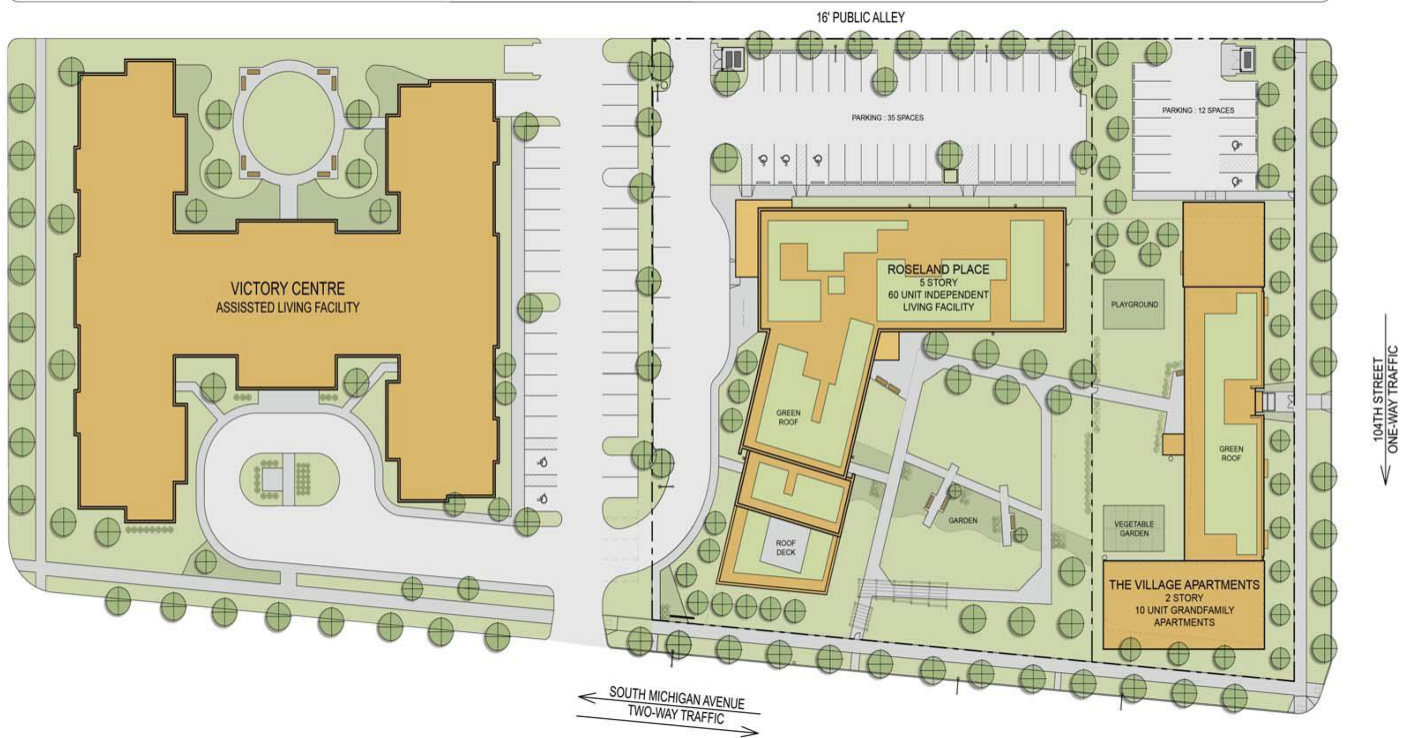 16' PUBLIC ALLEY
PARKING : 35 SPACES
PARKING : 12 SPACES
VICTORY CENTRE
ASSISSTED LIVING FACILITY
ROSELAND PLACE
5 STORY
60 UNIT INDEPENDENT
LIVING FACILITY
PLAYGROUND
104TH STREET
ONE-WAY TRAFFIC
GREEN
ROOF
GREEN
ROOF
GARDEN
VEGETABLE
GARDEN
ROOF
DECK
THE VILLAGE APARTMENTS
2 STORY
10 UNIT GRANDFAMILY
APARTMENTS
SOUTH MICHIGAN AVENUE
TWO-WAY TRAFFIC